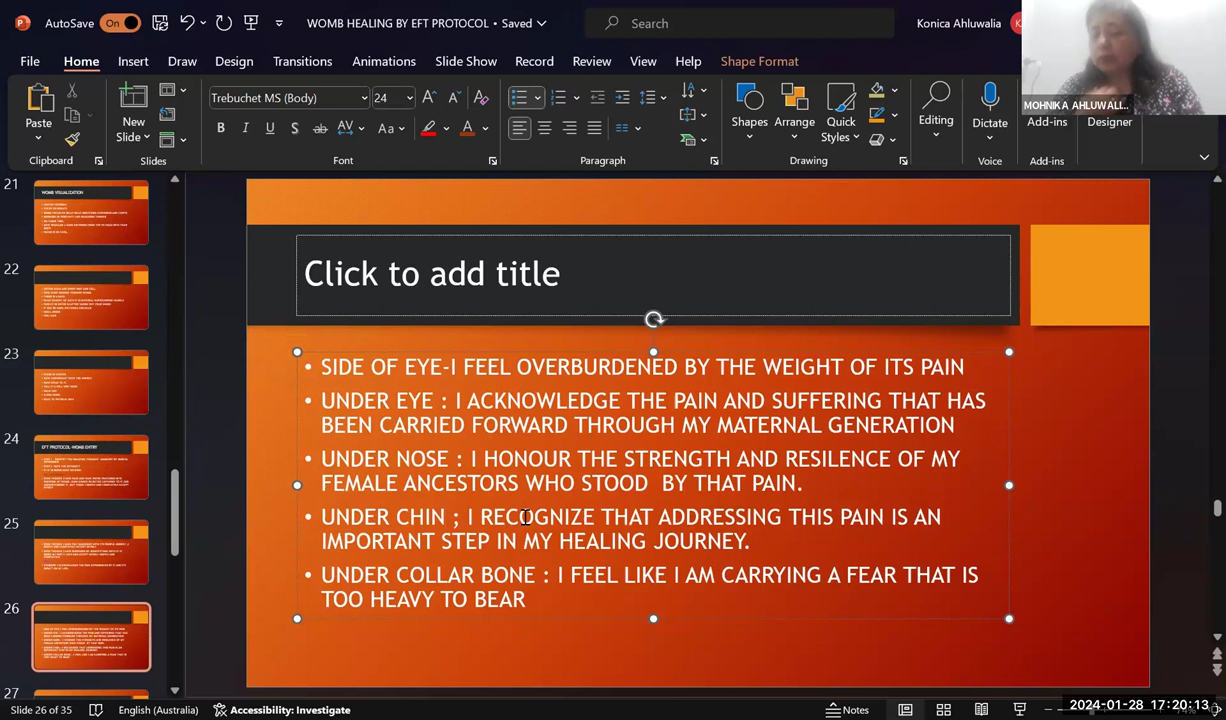 AutoSave On WOMB HEALING BY EFT PROTOCOL • Saved Search Konica Ahluwalia
File Home Insert Draw Design Transitions Animations Slide Show Record Review View Help Shape Format
MOHNIKA AHLUWALI...
Trebuchet MS (Body) 24
Paste New Slide Shapes Arrange Quick Styles Editing Dictate Add-ins Designer
B I U S ab AV Aa A
Clipboard Slides Font Paragraph Drawing Voice Add-ins
21
WOMB VISUALIZATION
22
23
24
EFT PROTOCOL-WOMB ENTRY
25
26
27
Click to add title
• SIDE OF EYE-I FEEL OVERBURDENED BY THE WEIGHT OF ITS PAIN
• UNDER EYE : I ACKNOWLEDGE THE PAIN AND SUFFERING THAT HAS
BEEN CARRIED FORWARD THROUGH MY MATERNAL GENERATION
• UNDER NOSE : I HONOUR THE STRENGTH AND RESILENCE OF MY
FEMALE ANCESTORS WHO STOOD BY THAT PAIN.
• UNDER CHIN ; I RECOGNIZE THAT ADDRESSING THIS PAIN IS AN
IMPORTANT STEP IN MY HEALING JOURNEY.
• UNDER COLLAR BONE : I FEEL LIKE I AM CARRYING A FEAR THAT IS
TOO HEAVY TO BEAR
Slide 26 of 35 English (Australia) Accessibility: Investigate Notes
2024-01-28 17:20:13